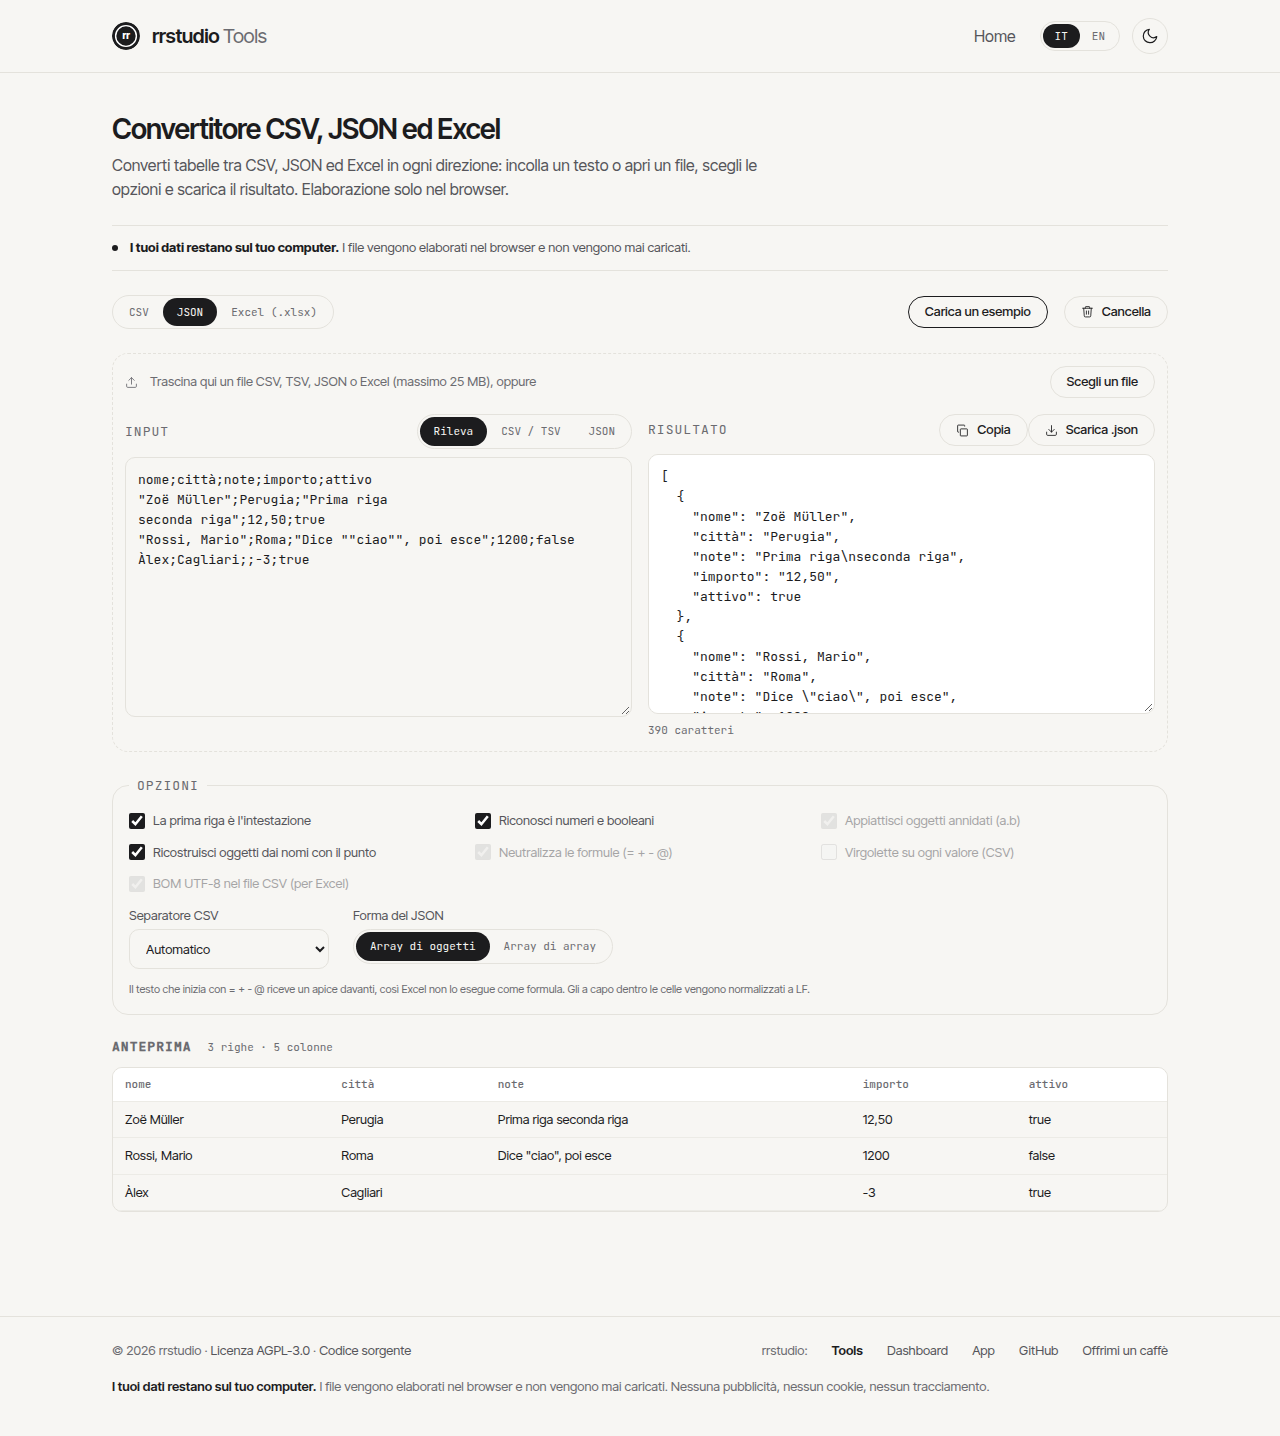 rr rrstudio Tools
Home
IT EN
Convertitore CSV, JSON ed Excel
Converti tabelle tra CSV, JSON ed Excel in ogni direzione: incolla un testo o apri un file, scegli le
opzioni e scarica il risultato. Elaborazione solo nel browser.
I tuoi dati restano sul tuo computer. I file vengono elaborati nel browser e non vengono mai caricati.
CSV JSON Excel (.xlsx)
Carica un esempio
Cancella
Trascina qui un file CSV, TSV, JSON o Excel (massimo 25 MB), oppure
Scegli un file
INPUT
Rileva CSV / TSV JSON
nome;città;note;importo;attivo
"Zoë Müller";Perugia;"Prima riga
seconda riga";12,50;true
"Rossi, Mario";Roma;"Dice ""ciao"", poi esce";1200;false
Àlex;Cagliari;;-3;true
RISULTATO
Copia
Scarica .json
[
{
"nome": "Zoë Müller",
"città": "Perugia",
"note": "Prima riga\nseconda riga",
"importo": "12,50",
"attivo": true
},
{
"nome": "Rossi, Mario",
"città": "Roma",
"note": "Dice \"ciao\", poi esce",
390 caratteri
OPZIONI
La prima riga è l'intestazione
Riconosci numeri e booleani
Appiattisci oggetti annidati (a.b)
Ricostruisci oggetti dai nomi con il punto
Neutralizza le formule (= + - @)
Virgolette su ogni valore (CSV)
BOM UTF-8 nel file CSV (per Excel)
Separatore CSV
Automatico
Forma del JSON
Array di oggetti Array di array
Il testo che inizia con = + - @ riceve un apice davanti, così Excel non lo esegue come formula. Gli a capo dentro le celle vengono normalizzati a LF.
ANTEPRIMA 3 righe · 5 colonne
nome città note importo attivo
Zoë Müller Perugia Prima riga seconda riga 12,50 true
Rossi, Mario Roma Dice "ciao", poi esce 1200 false
Àlex Cagliari -3 true
© 2026 rrstudio · Licenza AGPL-3.0 · Codice sorgente
rrstudio: Tools Dashboard App GitHub Offrimi un caffè
I tuoi dati restano sul tuo computer. I file vengono elaborati nel browser e non vengono mai caricati. Nessuna pubblicità, nessun cookie, nessun tracciamento.